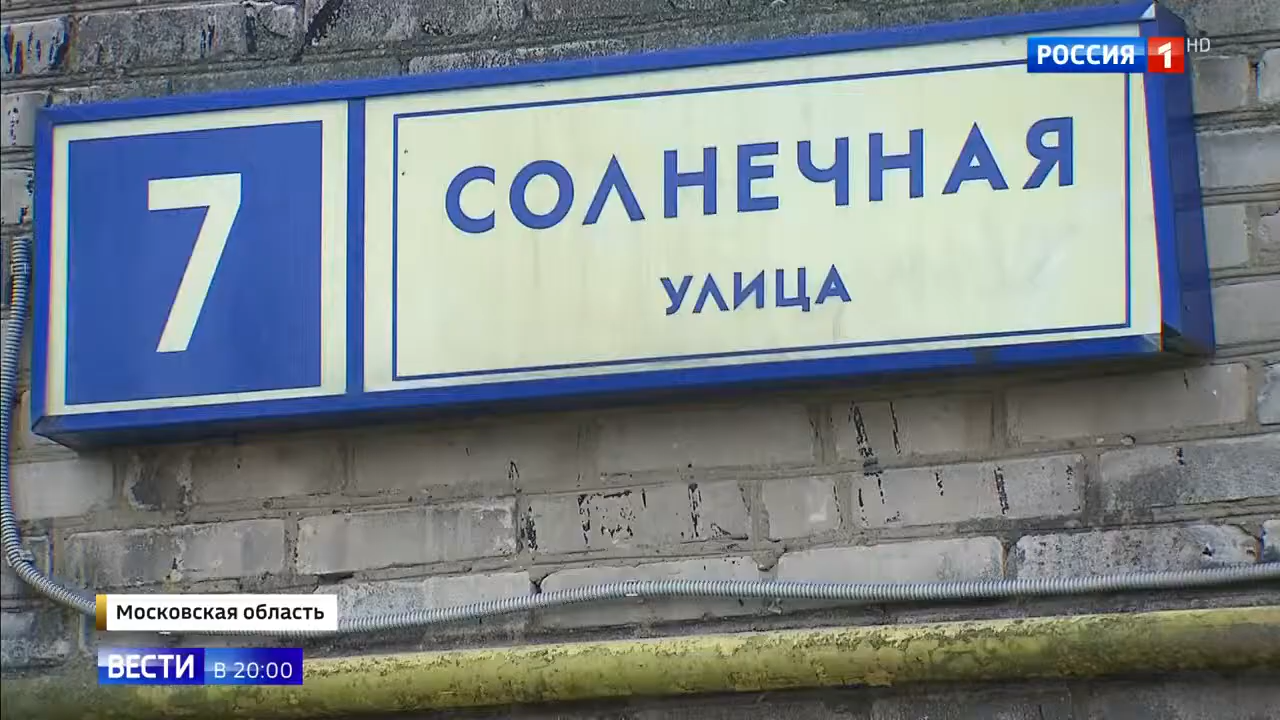 РОССИЯ 1 HD
7
СОЛНЕЧНАЯ
УЛИЦА
Московская область
ВЕСТИ В 20:00